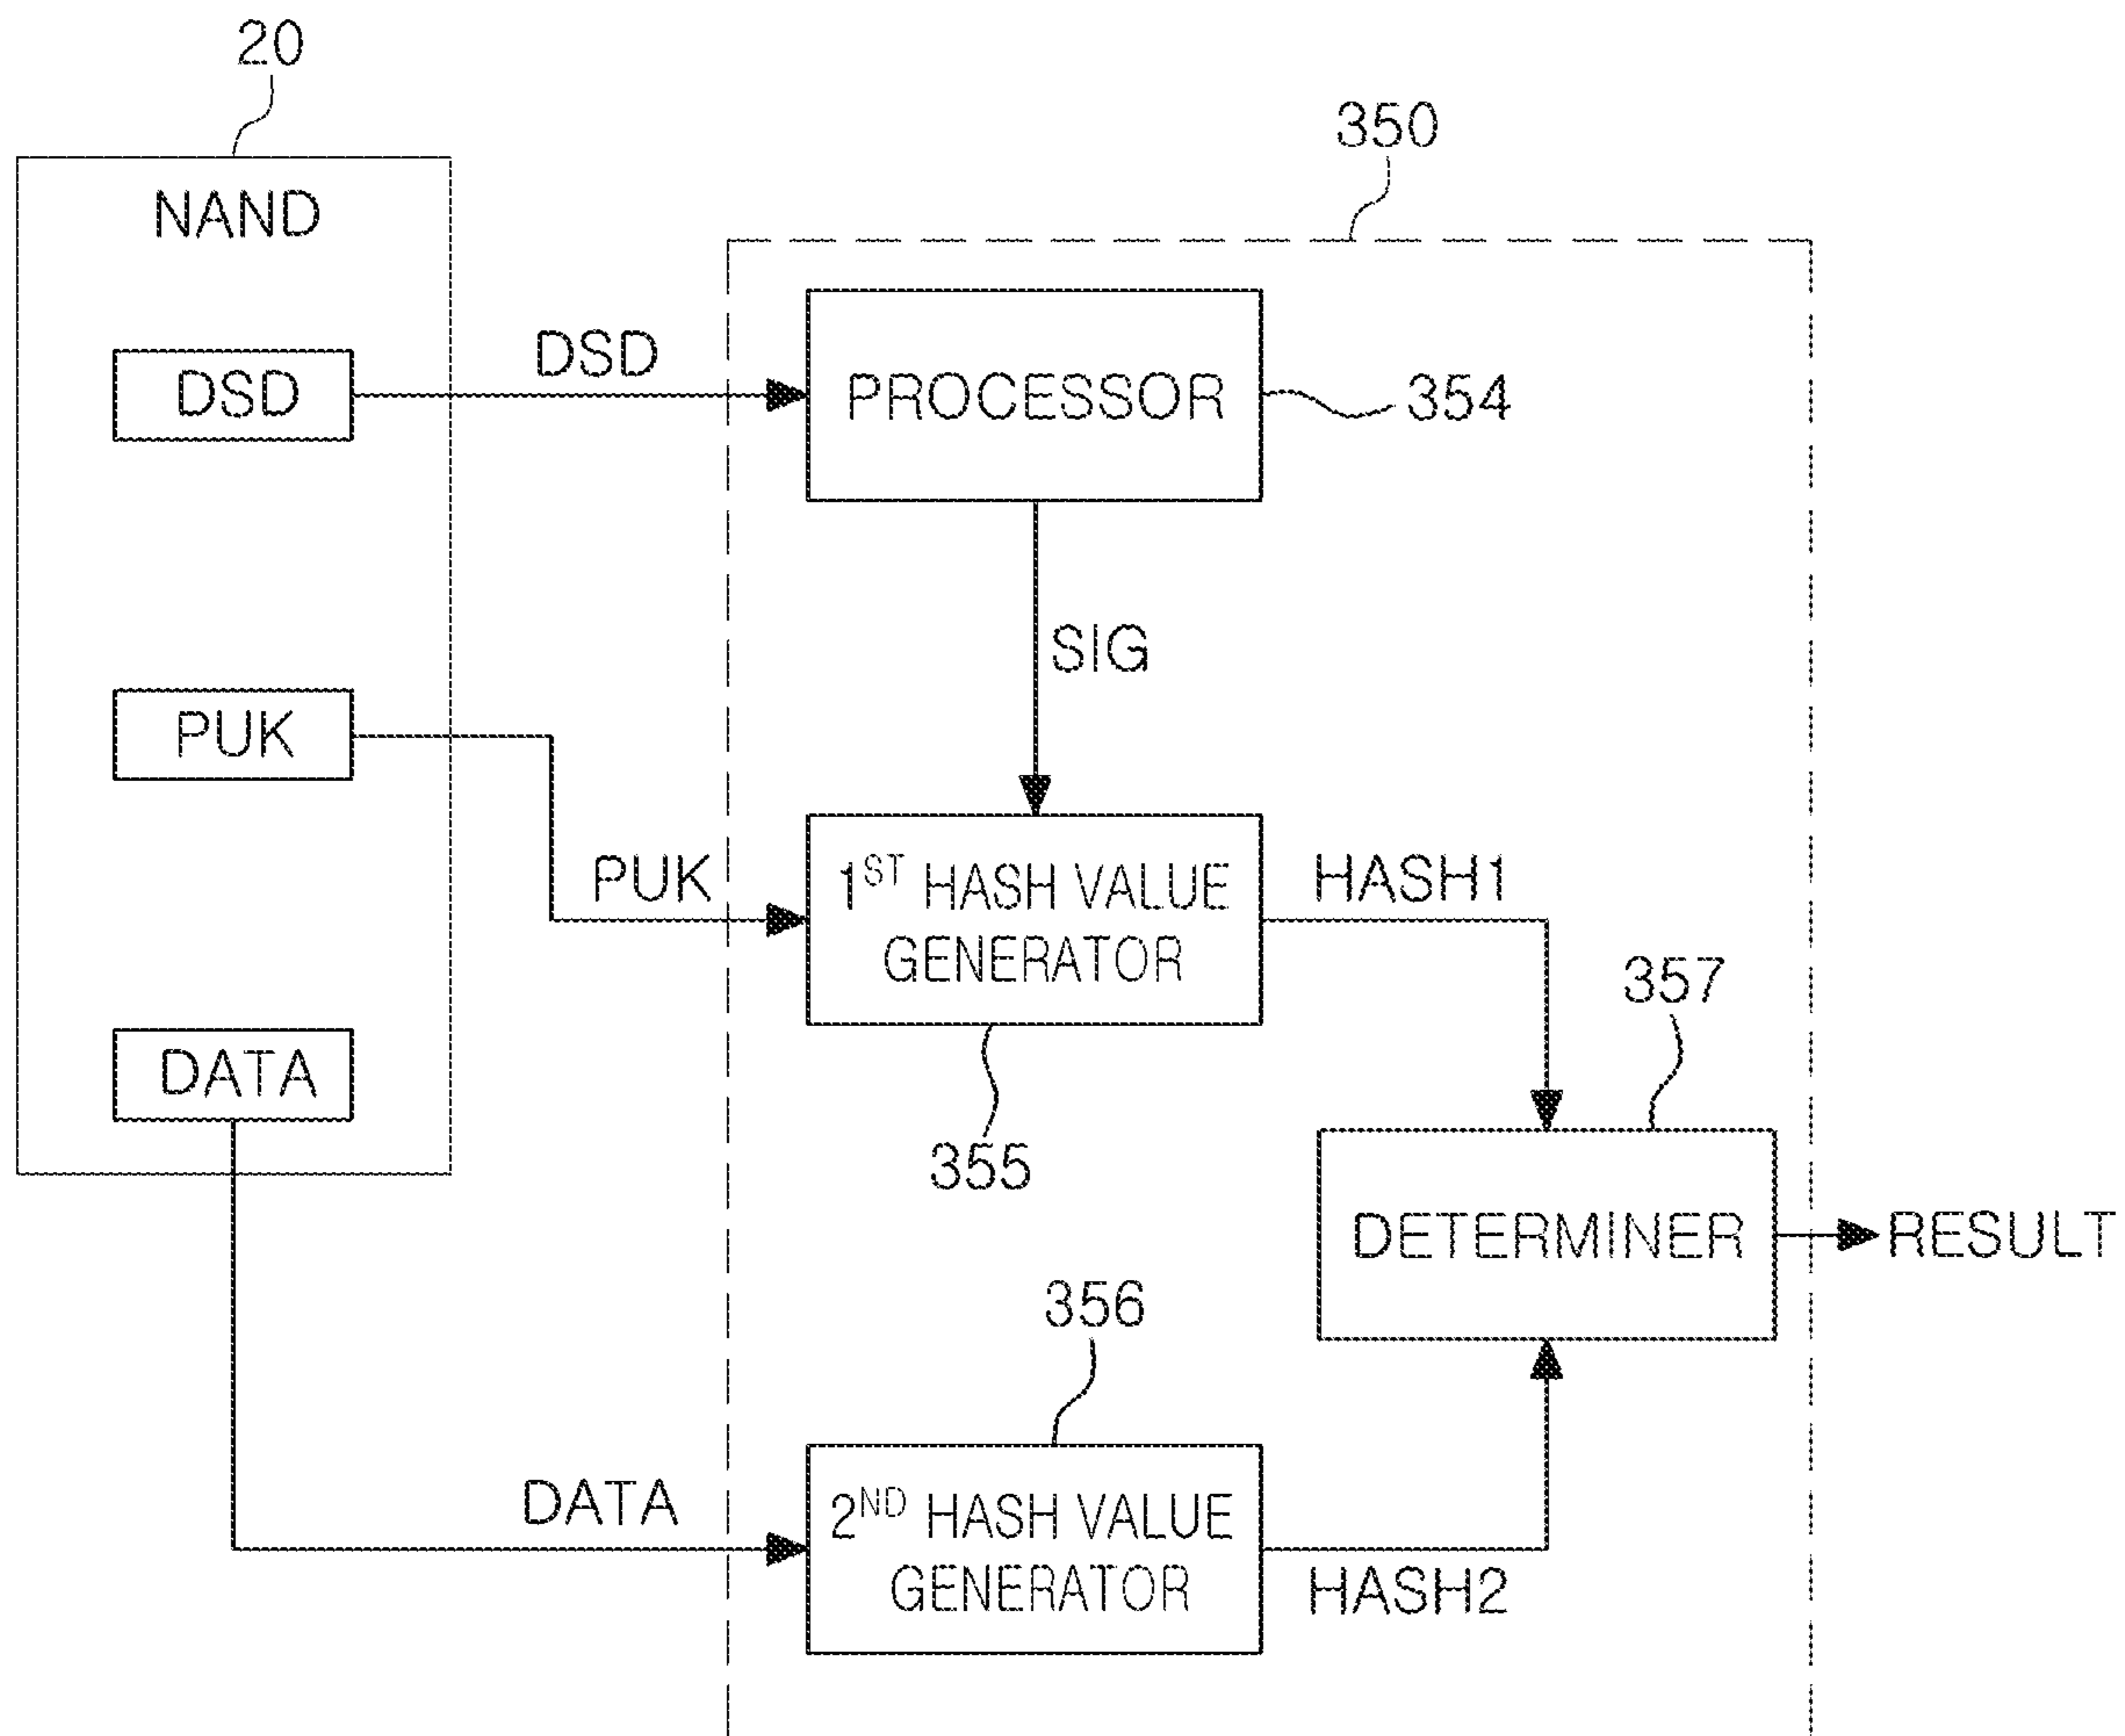 20
350
NAND
DSD
DSD
PROCESSOR
354
SIG
PUK
PUK
1ST HASH VALUE
GENERATOR
HASH1
355
357
DATA
DETERMINER
RESULT
356
DATA
2ND HASH VALUE
GENERATOR
HASH2